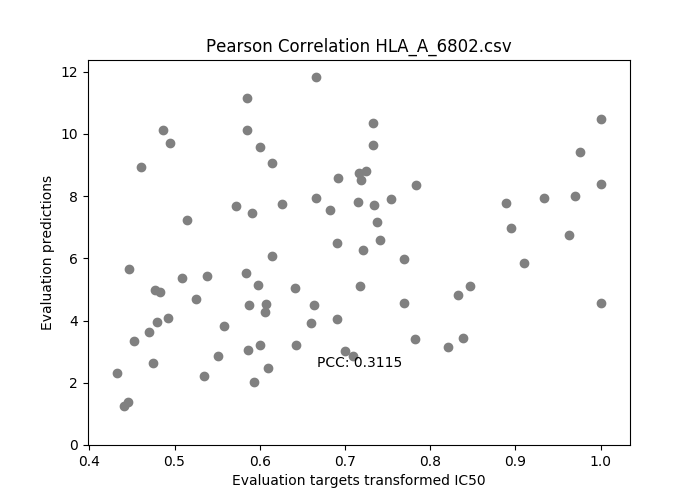 Pearson Correlation HLA_A_6802.csv
12
10
8
6
4
2
0
Evaluation predictions
PCC: 0.3115
0.4 0.5 0.6 0.7 0.8 0.9 1.0
Evaluation targets transformed IC50